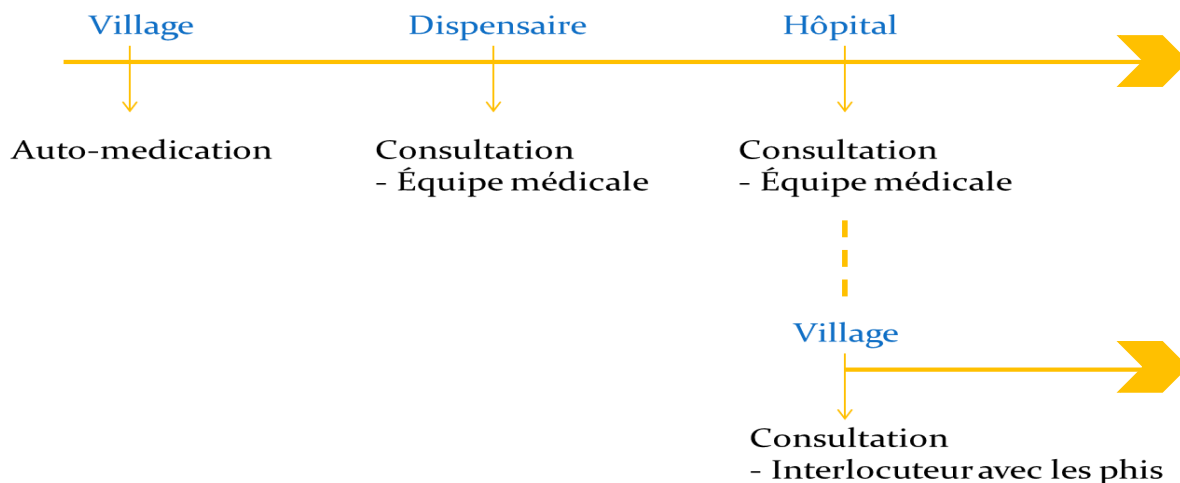 Village
Dispensaire
Hôpital
Auto-medication
Consultation
- Équipe médicale
Consultation
- Équipe médicale
Village
Consultation
- Interlocuteur avec les phis